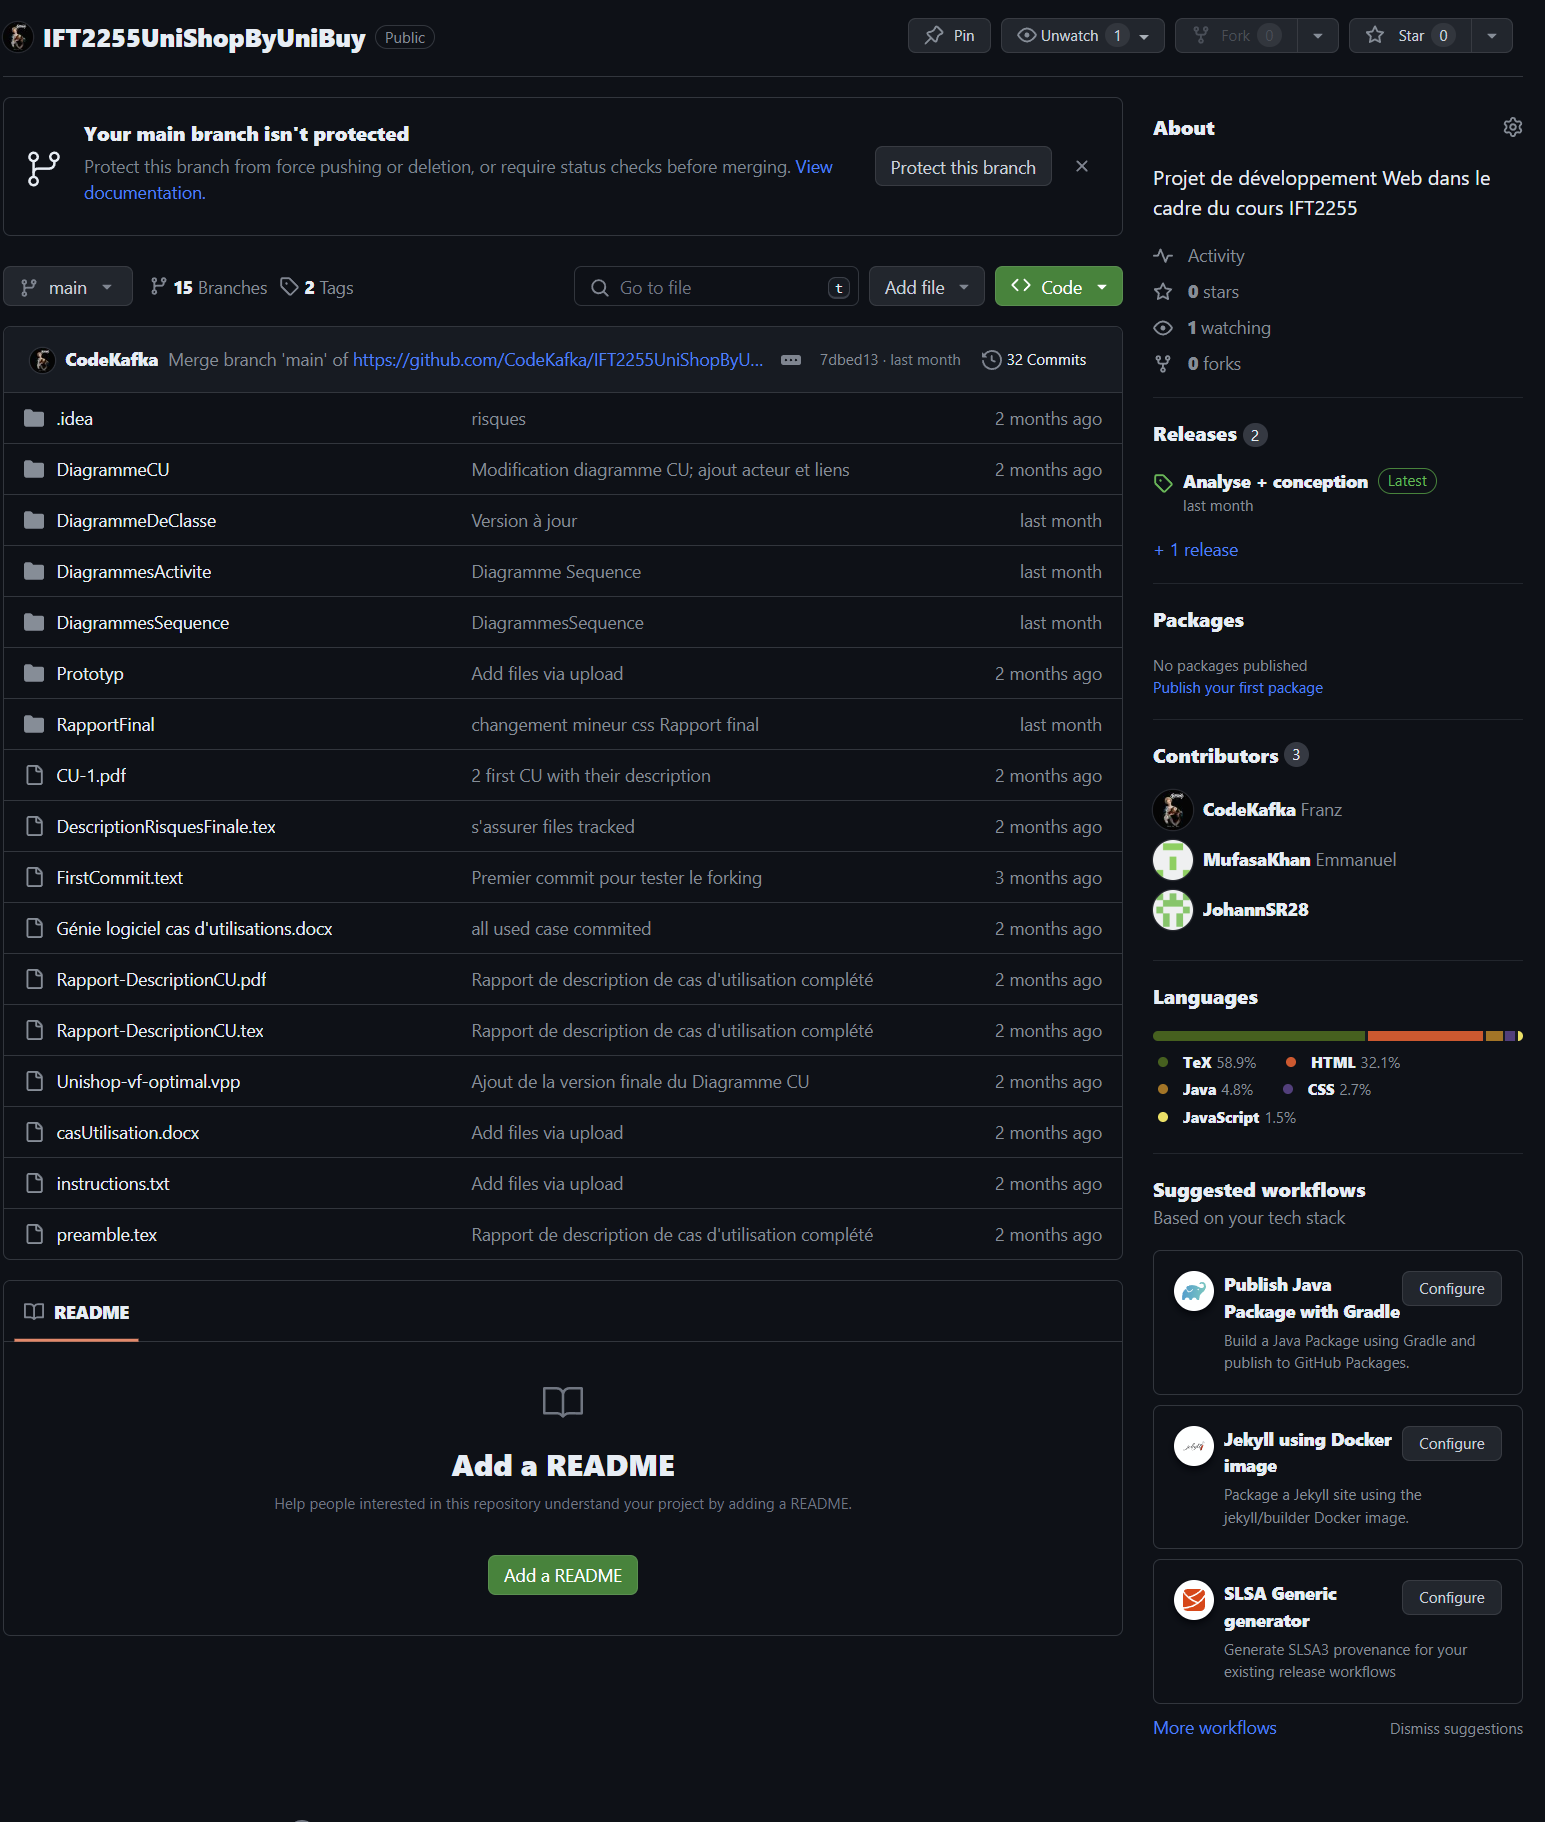 IFT2255UniShopByUniBuy Public
Pin
Unwatch 1
Fork 0
Star 0
Your main branch isn't protected
Protect this branch from force pushing or deletion, or require status checks before merging. View
documentation.
Protect this branch
main
15 Branches
2 Tags
Go to file t
Add file
Code
CodeKafka Merge branch 'main' of https://github.com/CodeKafka/IFT2255UniShopByU... 7dbed13 · last month 32 Commits
.idea risques 2 months ago
DiagrammeCU Modification diagramme CU; ajout acteur et liens 2 months ago
DiagrammeDeClasse Version à jour last month
DiagrammesActivite Diagramme Sequence last month
DiagrammesSequence DiagrammesSequence last month
Prototyp Add files via upload 2 months ago
RapportFinal changement mineur css Rapport final last month
CU-1.pdf 2 first CU with their description 2 months ago
DescriptionRisquesFinale.tex s'assurer files tracked 2 months ago
FirstCommit.text Premier commit pour tester le forking 3 months ago
Génie logiciel cas d'utilisations.docx all used case commited 2 months ago
Rapport-DescriptionCU.pdf Rapport de description de cas d'utilisation complété 2 months ago
Rapport-DescriptionCU.tex Rapport de description de cas d'utilisation complété 2 months ago
Unishop-vf-optimal.vpp Ajout de la version finale du Diagramme CU 2 months ago
casUtilisation.docx Add files via upload 2 months ago
instructions.txt Add files via upload 2 months ago
preamble.tex Rapport de description de cas d'utilisation complété 2 months ago
README
Add a README
Help people interested in this repository understand your project by adding a README.
Add a README
About
Projet de développement Web dans le
cadre du cours IFT2255
Activity
0 stars
1 watching
0 forks
Releases 2
Analyse + conception Latest
last month
+ 1 release
Packages
No packages published
Publish your first package
Contributors 3
CodeKafka Franz
MufasaKhan Emmanuel
JohannSR28
Languages
TeX 58.9% HTML 32.1%
Java 4.8% CSS 2.7%
JavaScript 1.5%
Suggested workflows
Based on your tech stack
Publish Java
Package with Gradle
Configure
Build a Java Package using Gradle and
publish to GitHub Packages.
Jekyll using Docker
image
Configure
Package a Jekyll site using the
jekyll/builder Docker image.
SLSA Generic
generator
Configure
Generate SLSA3 provenance for your
existing release workflows
More workflows
Dismiss suggestions